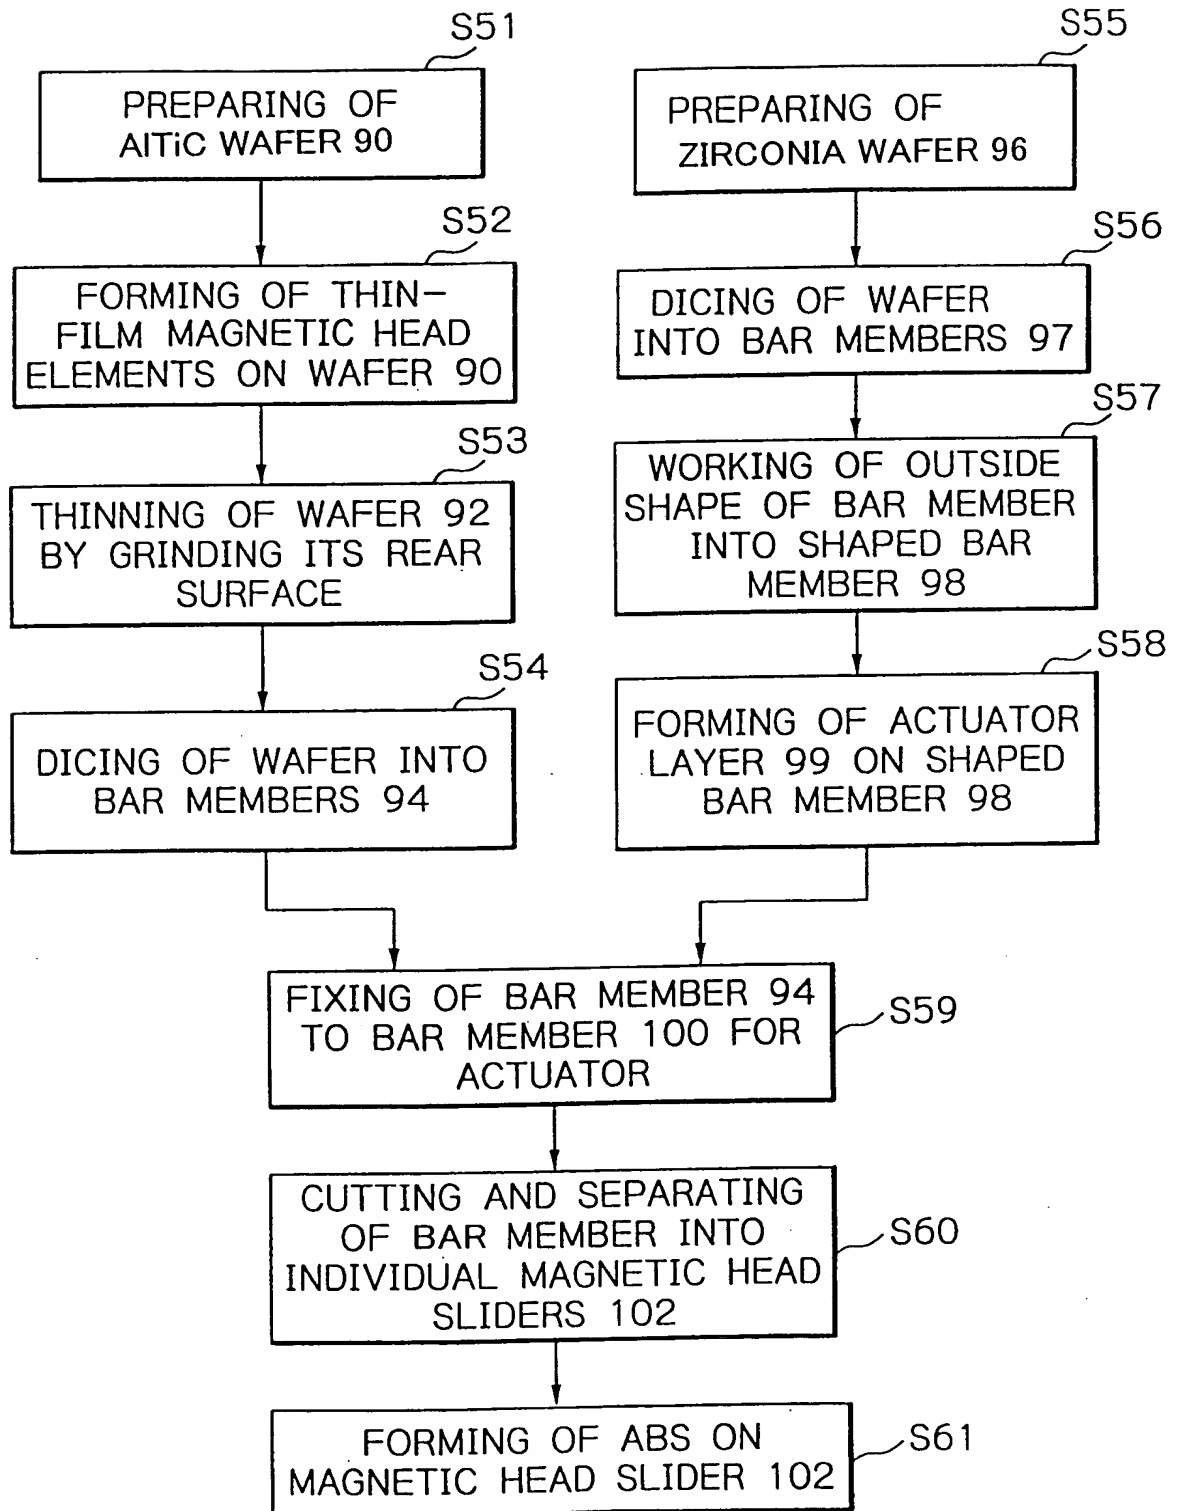 S51
PREPARING OF
AlTiC WAFER 90
S52
FORMING OF THIN-
FILM MAGNETIC HEAD
ELEMENTS ON WAFER 90
S53
THINNING OF WAFER 92
BY GRINDING ITS REAR
SURFACE
S54
DICING OF WAFER INTO
BAR MEMBERS 94
S55
PREPARING OF
ZIRCONIA WAFER 96
S56
DICING OF WAFER
INTO BAR MEMBERS 97
S57
WORKING OF OUTSIDE
SHAPE OF BAR MEMBER
INTO SHAPED BAR
MEMBER 98
S58
FORMING OF ACTUATOR
LAYER 99 ON SHAPED
BAR MEMBER 98
FIXING OF BAR MEMBER 94
TO BAR MEMBER 100 FOR
ACTUATOR
S59
CUTTING AND SEPARATING
OF BAR MEMBER INTO
INDIVIDUAL MAGNETIC HEAD
SLIDERS 102
S60
FORMING OF ABS ON
MAGNETIC HEAD SLIDER 102
S61